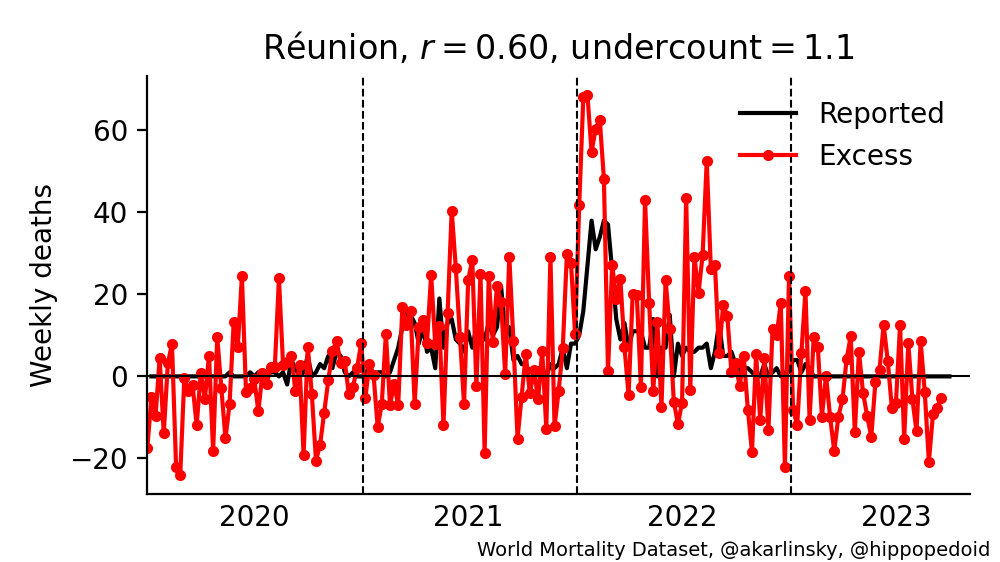 Réunion, r = 0.60, undercount = 1.1
Reported
Excess
Weekly deaths
60
40
20
0
−20
2020 2021 2022 2023
World Mortality Dataset, @akarlinsky, @hippopedoid